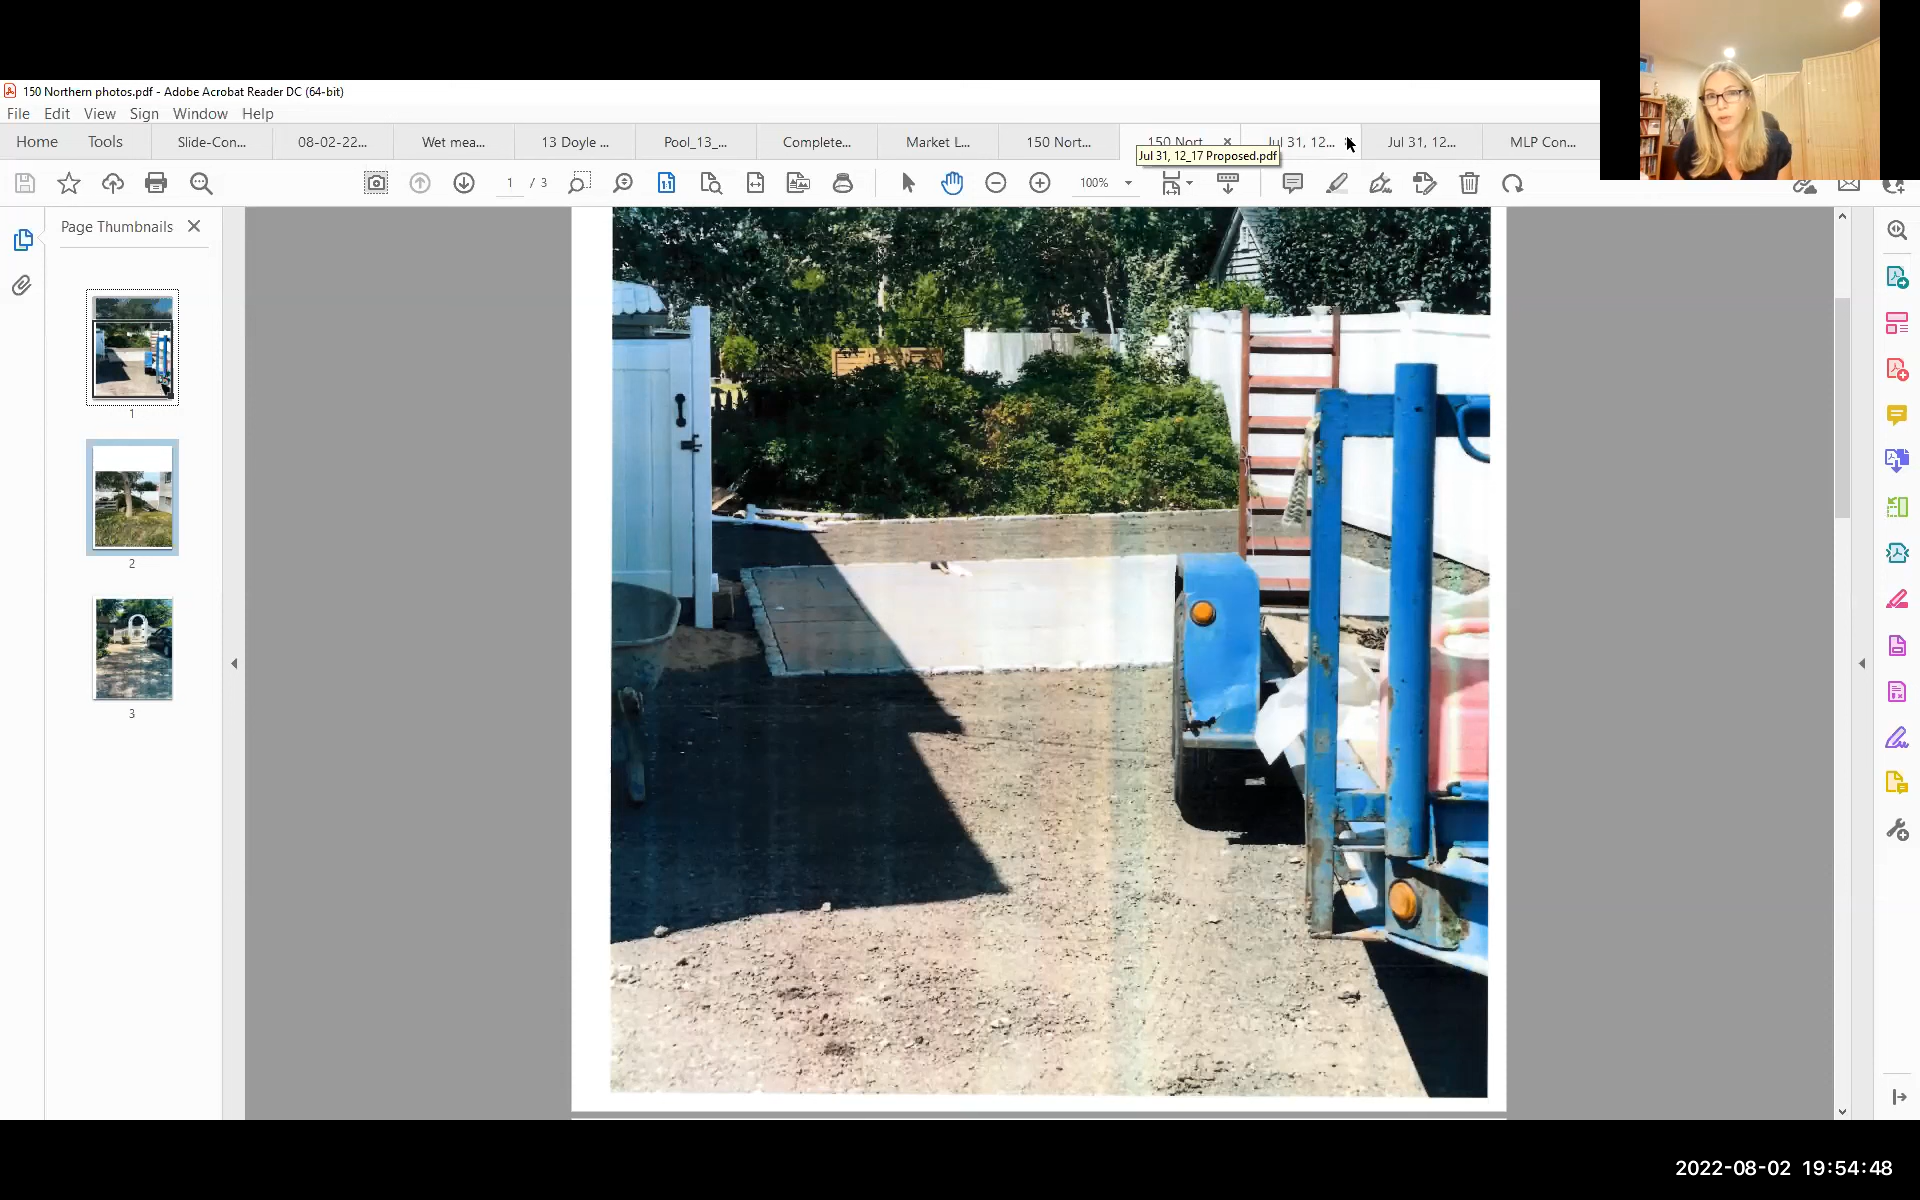 150 Northern photos.pdf - Adobe Acrobat Reader DC (64-bit)
File Edit View Sign Window Help
Home Tools Slide-Con... 08-02-22... Wet mea... 13 Doyle ... Pool_13_... Complete... Market L... 150 Nort... 150 Nort... Jul 31, 12... Jul 31, 12... MLP Con...
Jul 31, 12_17 Proposed.pdf
1 / 3 100%
Page Thumbnails
1
2
3
2022-08-02 19:54:48